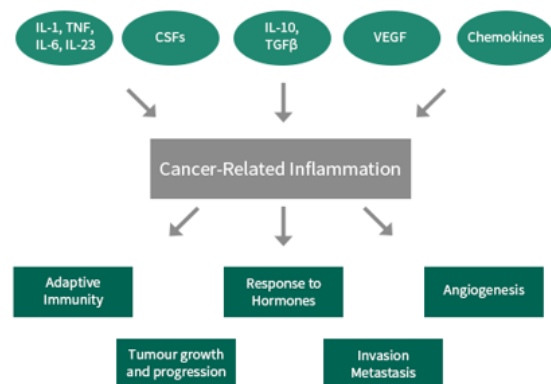 IL-1, TNF,
IL-6, IL-23
CSFs
IL-10,
TGFβ
VEGF
Chemokines
Cancer-Related Inflammation
Adaptive
Immunity
Response to
Hormones
Angiogenesis
Tumour growth
and progression
Invasion
Metastasis